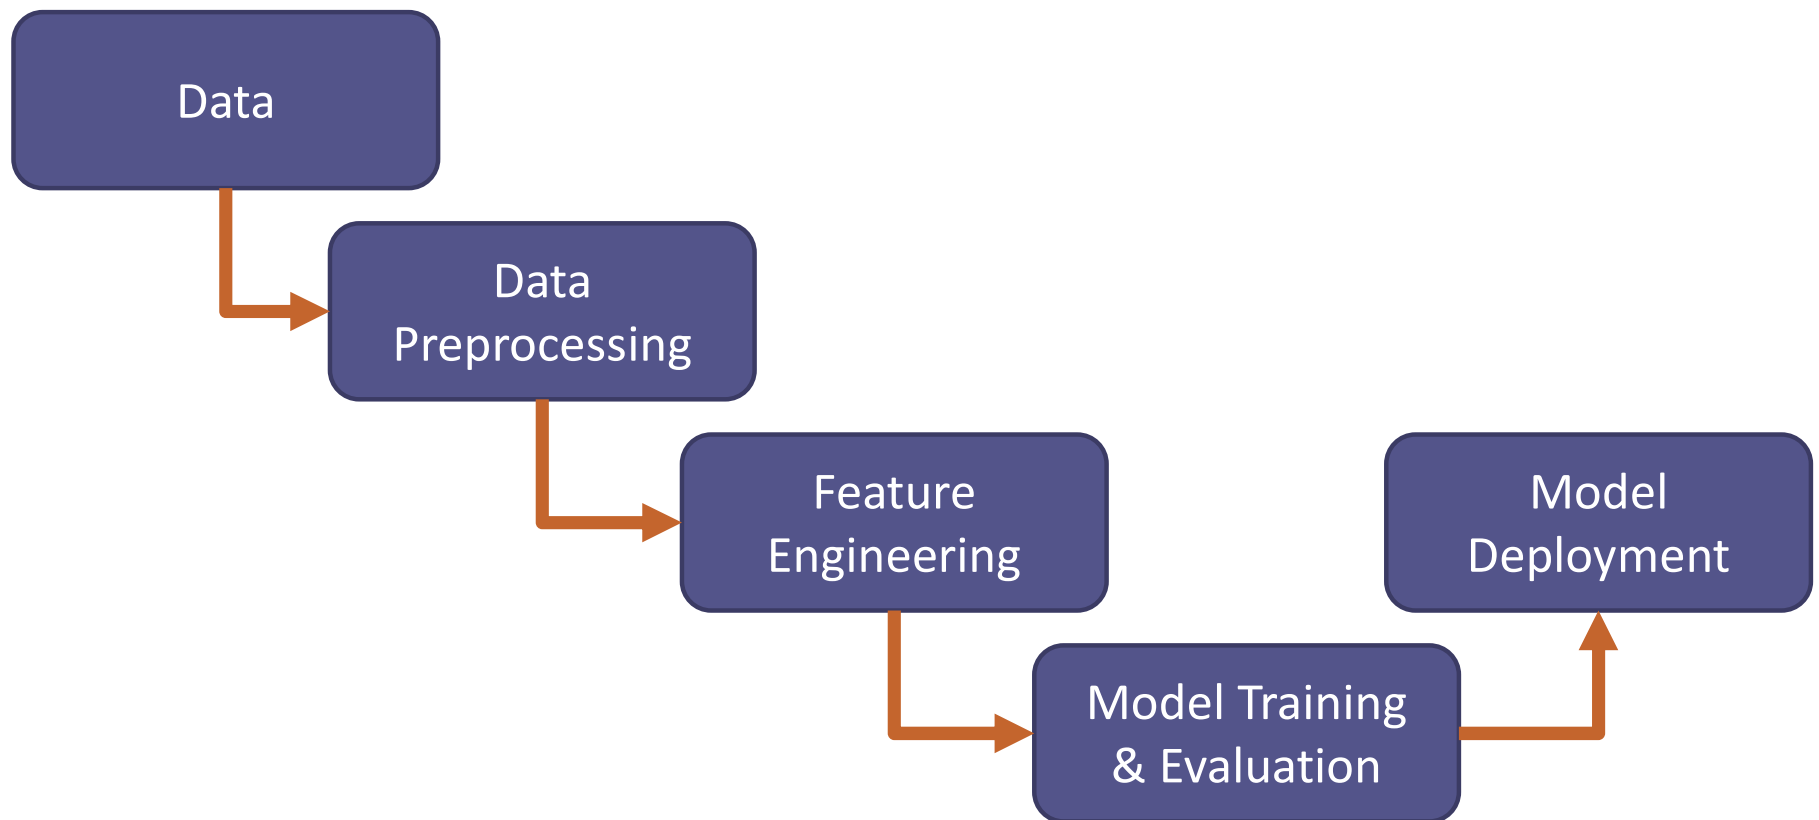 Data
Data
Preprocessing
Feature
Engineering
Model
Deployment
Model Training
& Evaluation